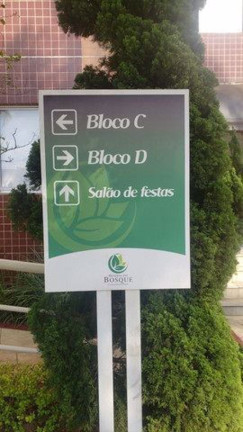 Bloco C
Bloco D
Salão de festas
BOSQUE